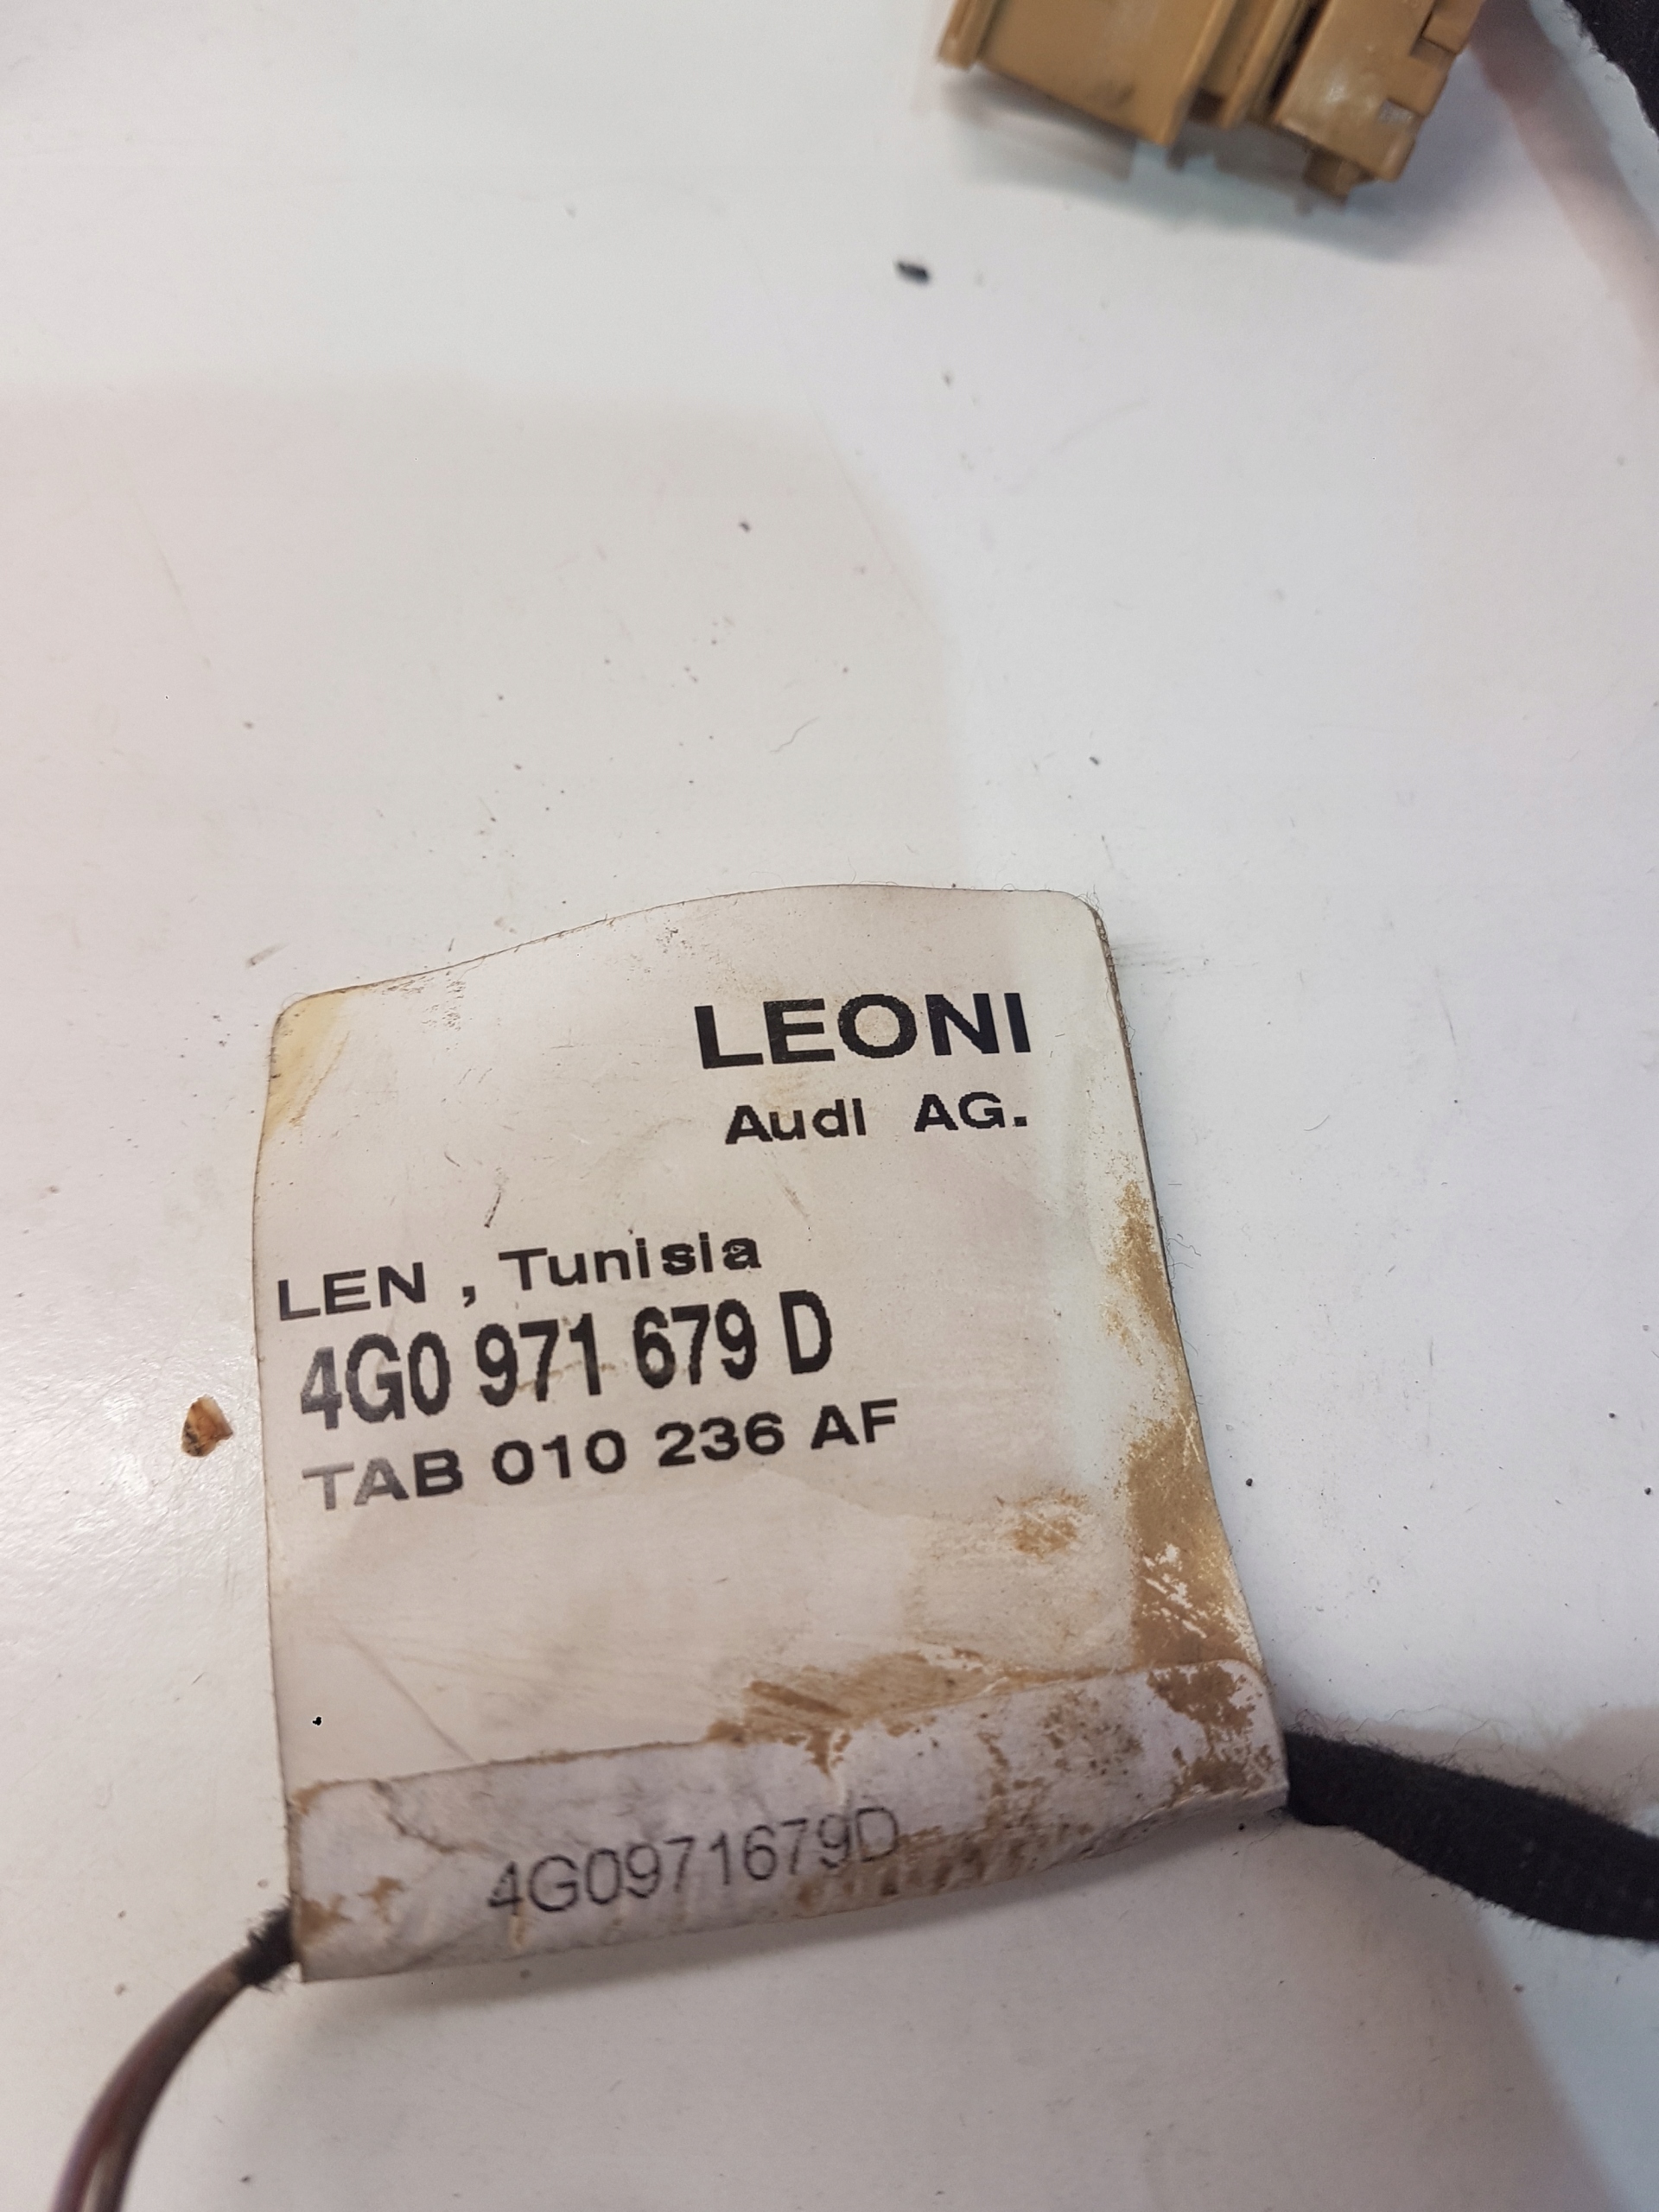 LEONI
Audi AG.
LEN , Tunisia
4G0 971 679 D
TAB 010 236 AF
4G0971679D